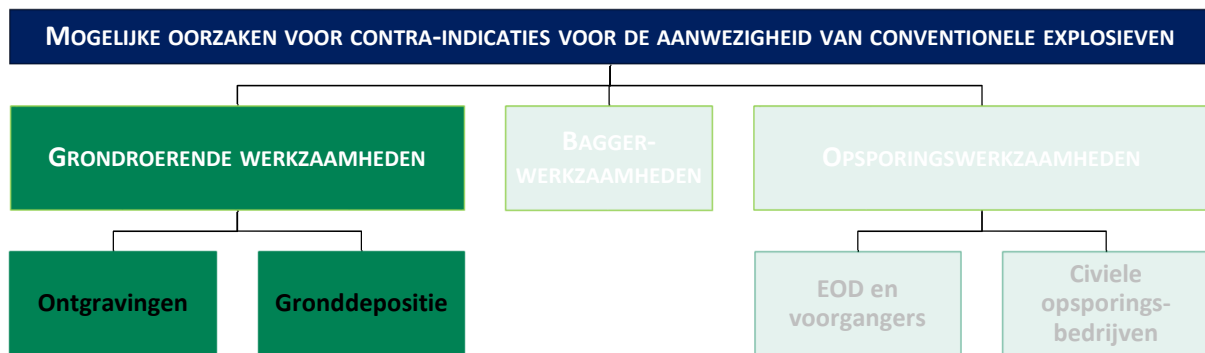 MOGELIJKE OORZAKEN VOOR CONTRA-INDICATIES VOOR DE AANWEZIGHEID VAN CONVENTIONELE EXPLOSIEVEN
GRONDROERENDE WERKZAAMHEDEN
BAGGER-
WERKZAAMHEDEN
OPSPORINGSWERKZAAMHEDEN
Ontgravingen
Gronddepositie
EOD en
voorgangers
Civiele
opsporings-
bedrijven